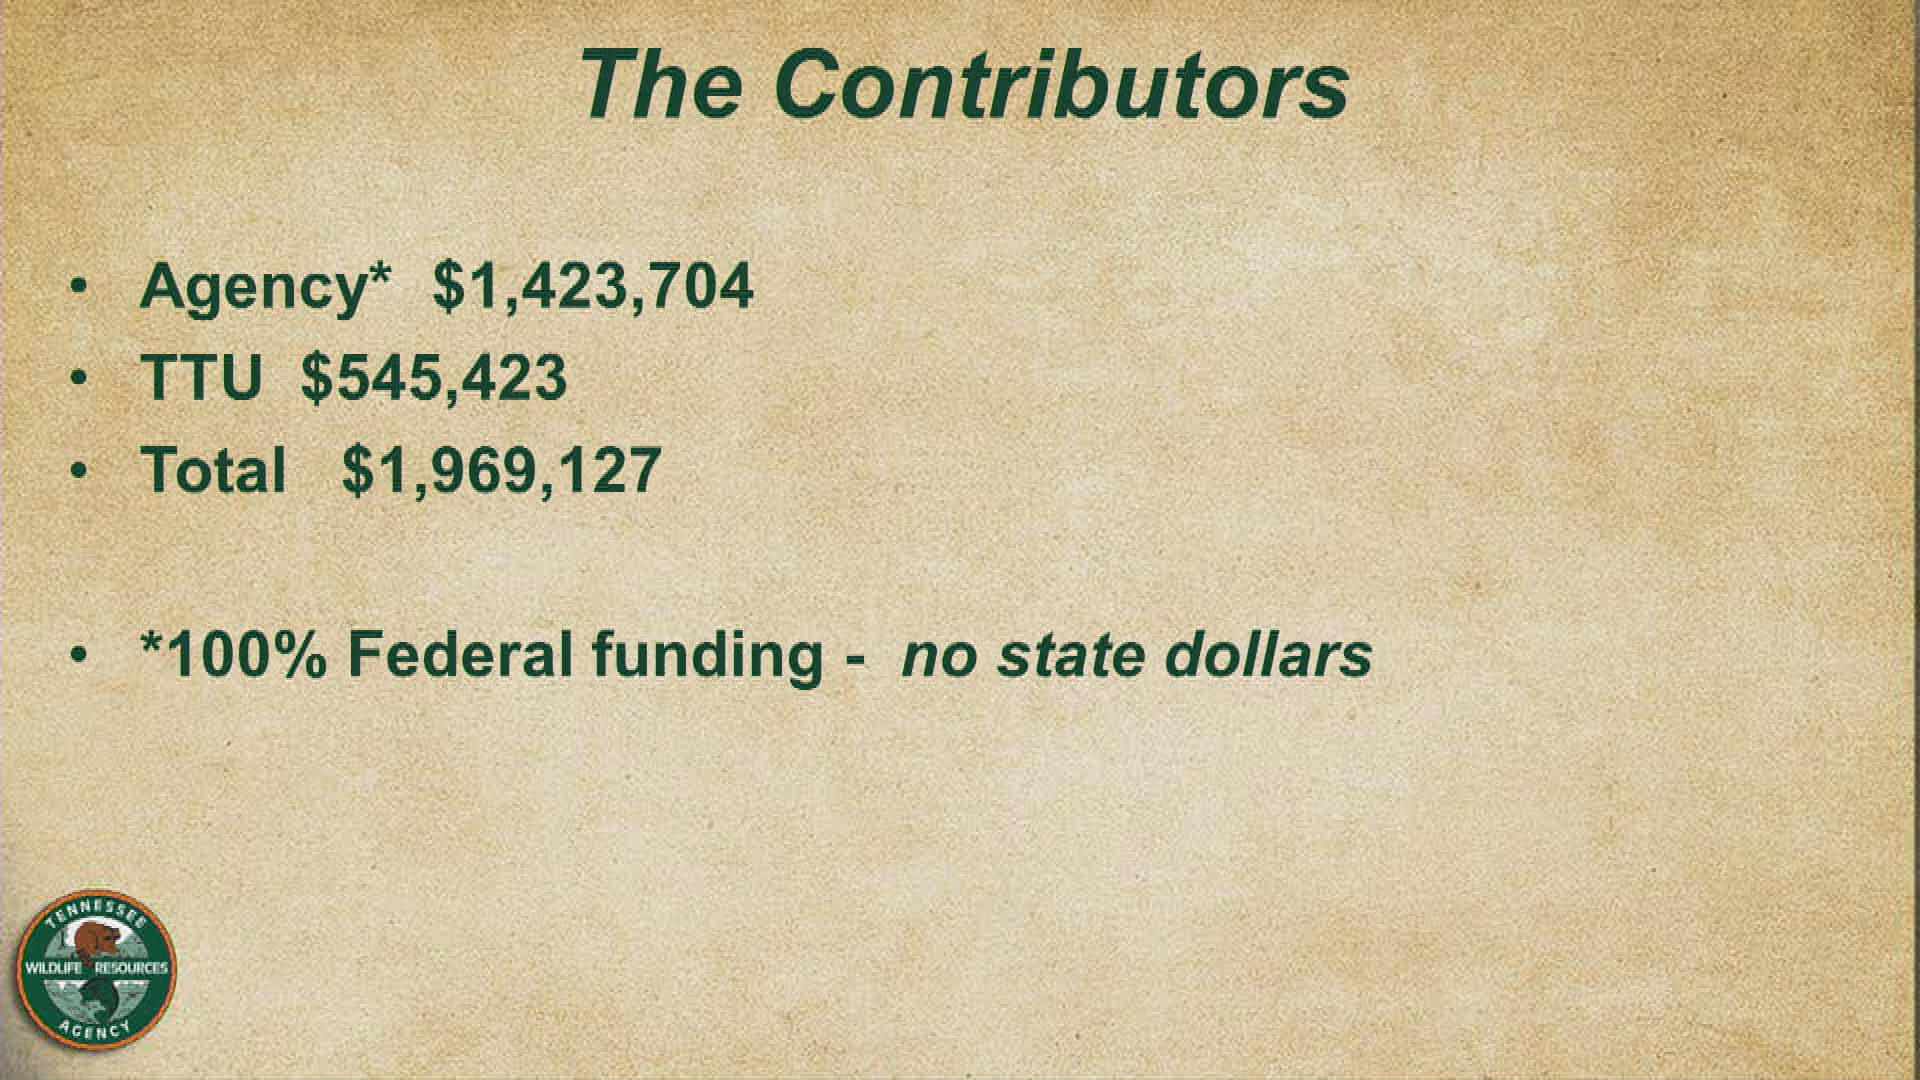 The Contributors
• Agency* $1,423,704
• TTU $545,423
• Total $1,969,127
• *100% Federal funding - no state dollars
TENNESSEE
WILDLIFE RESOURCES
AGENCY